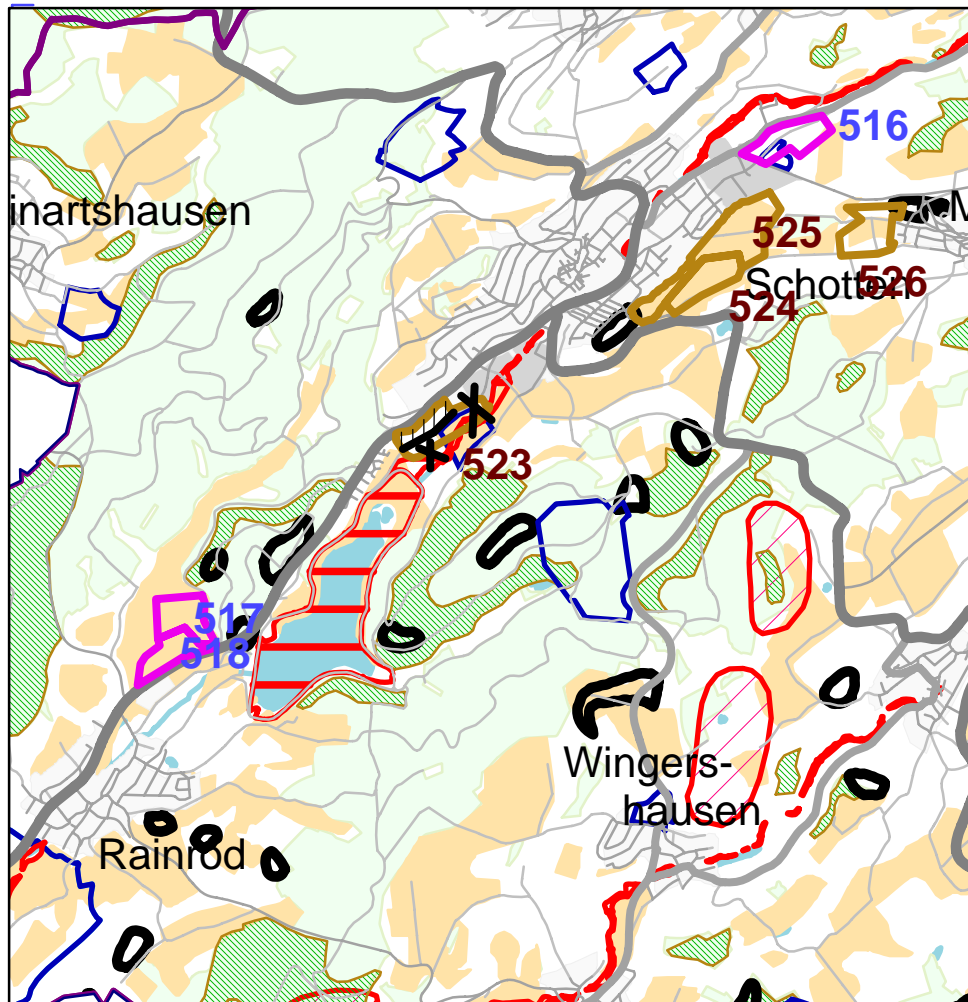 516
inartshausen
M
525
Schotten
526
524
523
517
518
Wingers-
hausen
Rainrod